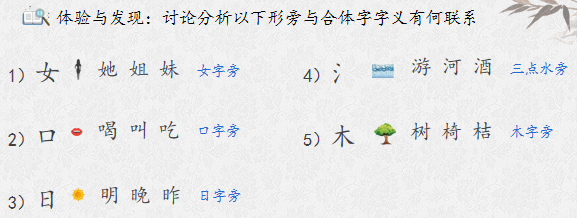 体验与发现：讨论分析以下形旁与合体字字义有何联系
1）女 她 姐 妹 女字旁
2）口 喝 叫 吃 口字旁
3）日 明 晚 昨 日字旁
4）氵 游 河 酒 三点水旁
5）木 树 椅 桔 木字旁